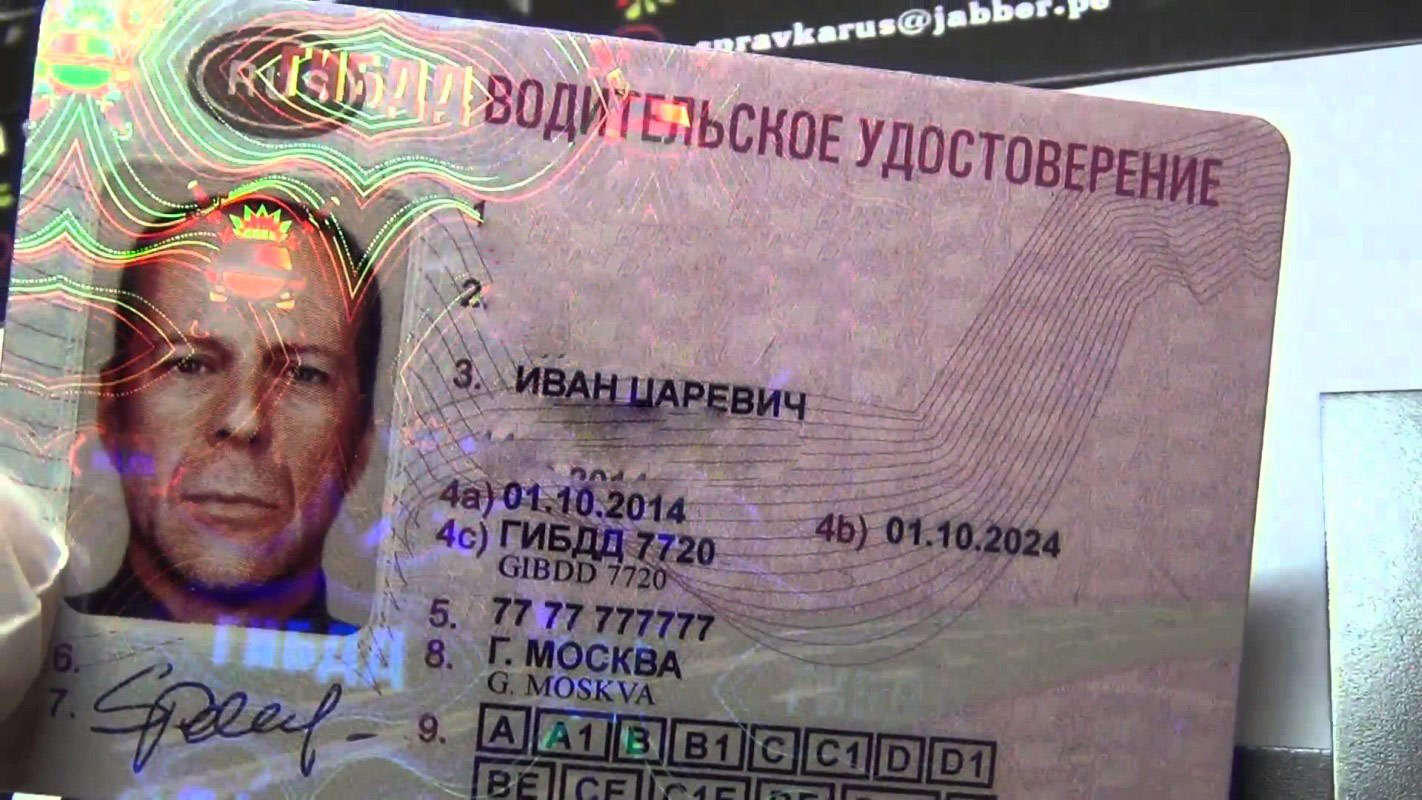 spravkarus@jabber.
RUS ГИБДД ВОДИТЕЛЬСКОЕ УДОСТОВЕРЕНИЕ
1
2.
3. ИВАН ЦАРЕВИЧ
2014
4a) 01.10.2014 4b) 01.10.2024
4c) ГИБДД 7720
GIBDD 7720
5. 77 77 777777
8. Г. МОСКВА
G. MOSKVA
ГИБДД
6.
7.
9. A A1 B B1 C C1 D D1
BE CE C1E